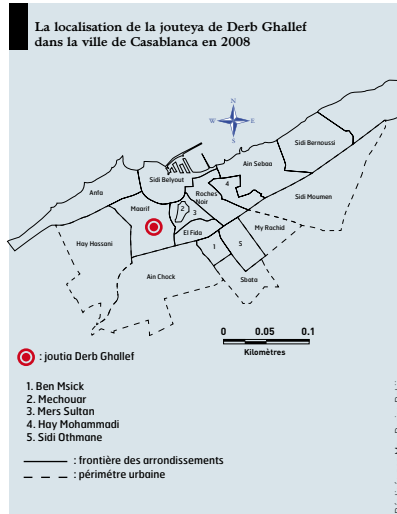 La localisation de la jouteya de Derb Ghallef
dans la ville de Casablanca en 2008
N
W E
S
Sidi Bernoussi
Ain Sebaa
Sidi Belyout
4
Anfa
Roches
Noir
Sidi Moumen
Maarif
2
3
My Rachid
El Fida
Hay Hassani
1
5
Ain Chock
Sbata
0 0.05 0.1
Kilomètres
: joutia Derb Ghallef
1. Ben Msick
2. Mechouar
3. Mers Sultan
4. Hay Mohammadi
5. Sidi Othmane
: frontière des arrondissements
: périmétre urbaine